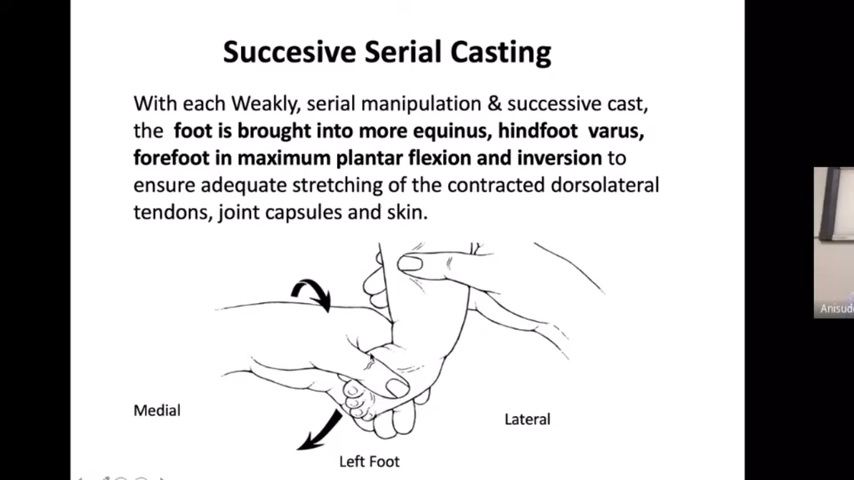 Succesive Serial Casting
With each Weakly, serial manipulation & successive cast,
the foot is brought into more equinus, hindfoot varus,
forefoot in maximum plantar flexion and inversion to
ensure adequate stretching of the contracted dorsolateral
tendons, joint capsules and skin.
Medial
Lateral
Left Foot